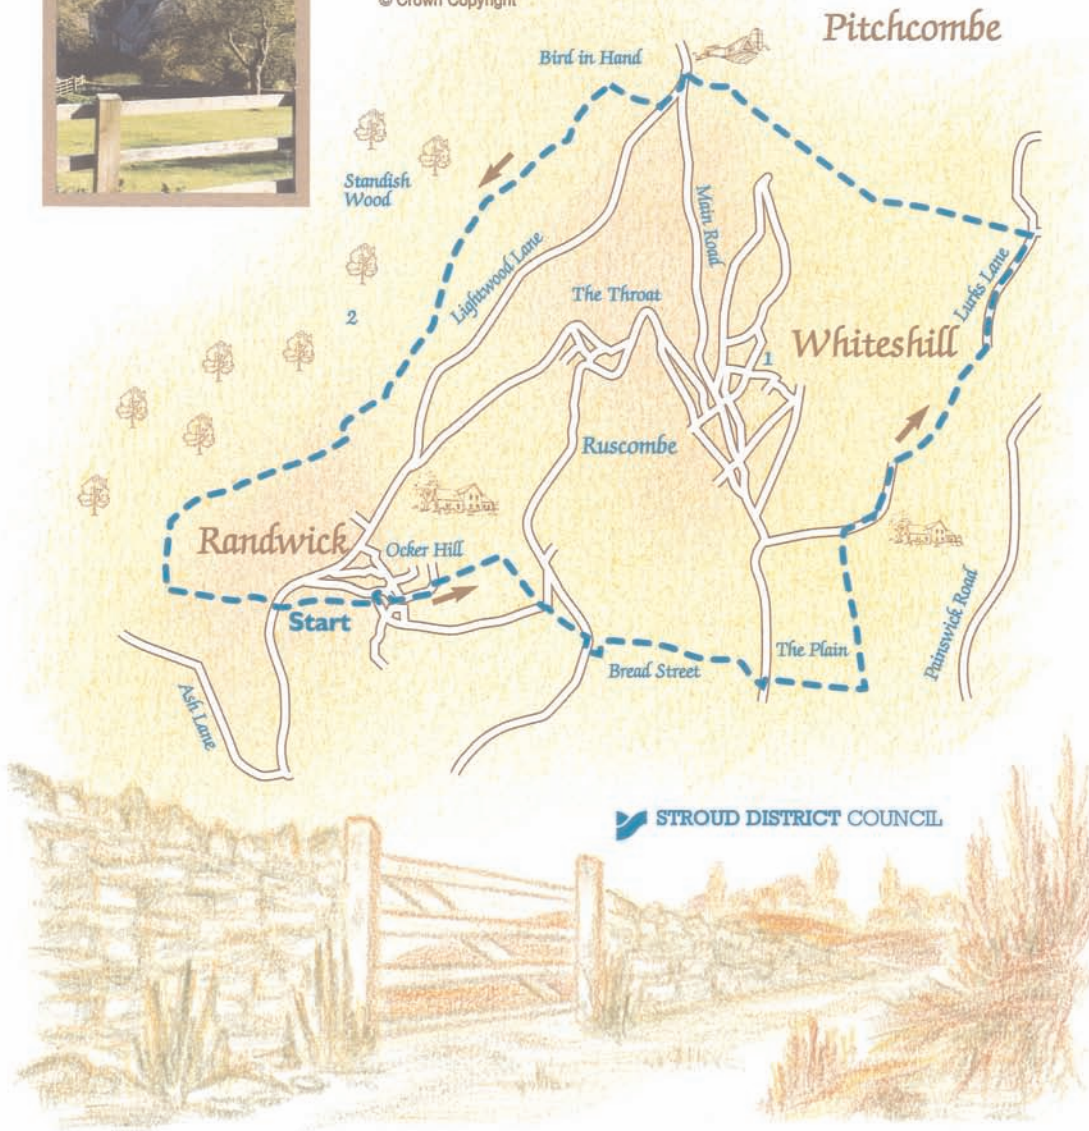 © Crown Copyright
Pitchcombe
Bird in Hand
Standish
Wood
Main Road
Lightwood Lane
Lurks Lane
The Throat
2
1
Whiteshill
Ruscombe
Randwick
Ocker Hill
Start
The Plain
Bread Street
Painswick Road
Ash Lane
STROUD DISTRICT COUNCIL